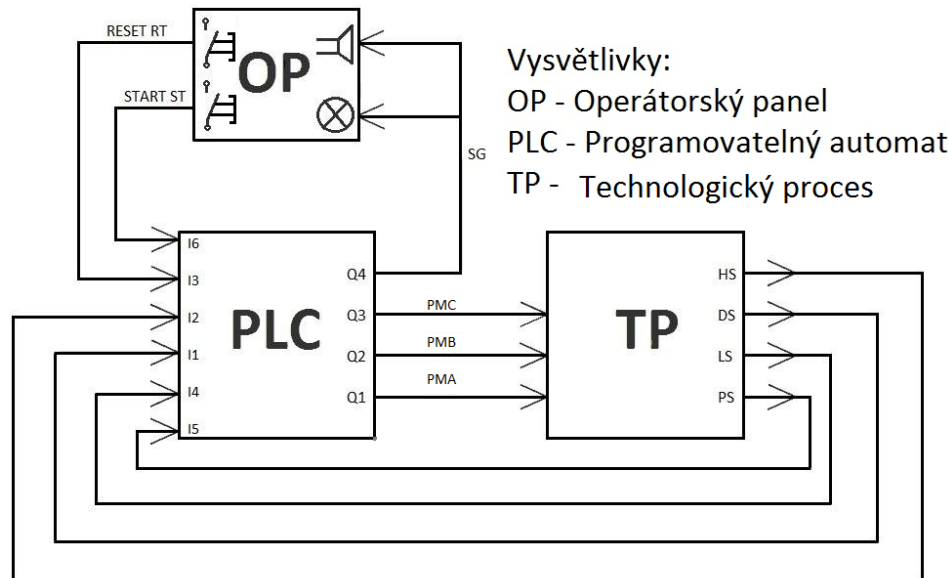 RESET RT
START ST
OP
SG
Vysvětlivky:
OP - Operátorský panel
PLC - Programovatelný automat
TP - Technologický proces
I6
I3
I2
I1
I4
I5
PLC
Q4
Q3
Q2
Q1
PMC
PMB
PMA
TP
HS
DS
LS
PS